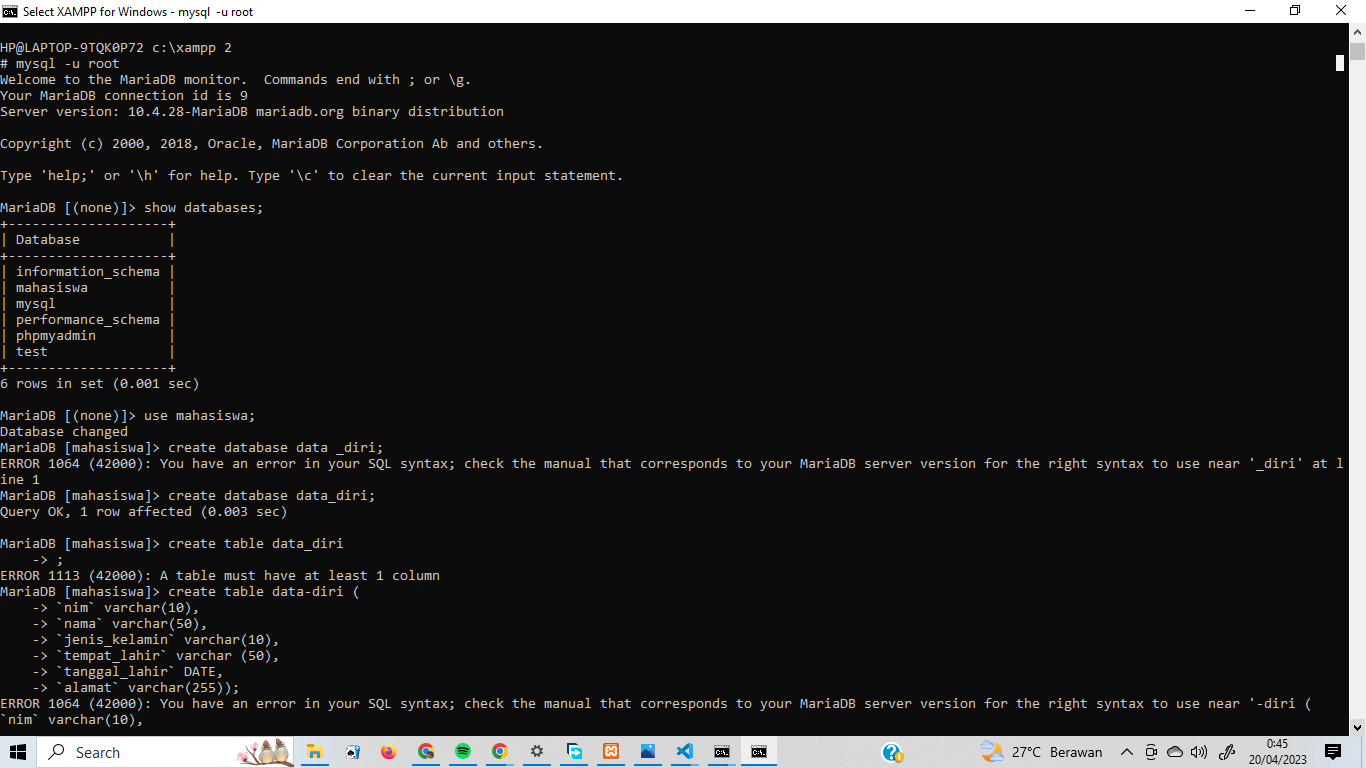 Select XAMPP for Windows - mysql  -u root
HP@LAPTOP-9TQK0P72 c:\xampp 2
# mysql -u root
Welcome to the MariaDB monitor.  Commands end with ; or \g.
Your MariaDB connection id is 9
Server version: 10.4.28-MariaDB mariadb.org binary distribution
Copyright (c) 2000, 2018, Oracle, MariaDB Corporation Ab and others.
Type 'help;' or '\h' for help. Type '\c' to clear the current input statement.
MariaDB [(none)]> show databases;
+--------------------+
| Database           |
+--------------------+
| information_schema |
| mahasiswa          |
| mysql              |
| performance_schema |
| phpmyadmin         |
| test               |
+--------------------+
6 rows in set (0.001 sec)
MariaDB [(none)]> use mahasiswa;
Database changed
MariaDB [mahasiswa]> create database data _diri;
ERROR 1064 (42000): You have an error in your SQL syntax; check the manual that corresponds to your MariaDB server version for the right syntax to use near '_diri' at l
ine 1
MariaDB [mahasiswa]> create database data_diri;
Query OK, 1 row affected (0.003 sec)
MariaDB [mahasiswa]> create table data_diri
    -> ;
ERROR 1113 (42000): A table must have at least 1 column
MariaDB [mahasiswa]> create table data-diri (
    -> `nim` varchar(10),
    -> `nama` varchar(50),
    -> `jenis_kelamin` varchar(10),
    -> `tempat_lahir` varchar (50),
    -> `tanggal_lahir` DATE,
    -> `alamat` varchar(255));
ERROR 1064 (42000): You have an error in your SQL syntax; check the manual that corresponds to your MariaDB server version for the right syntax to use near '-diri (
`nim` varchar(10),
Search
27°C Berawan
0:45
20/04/2023